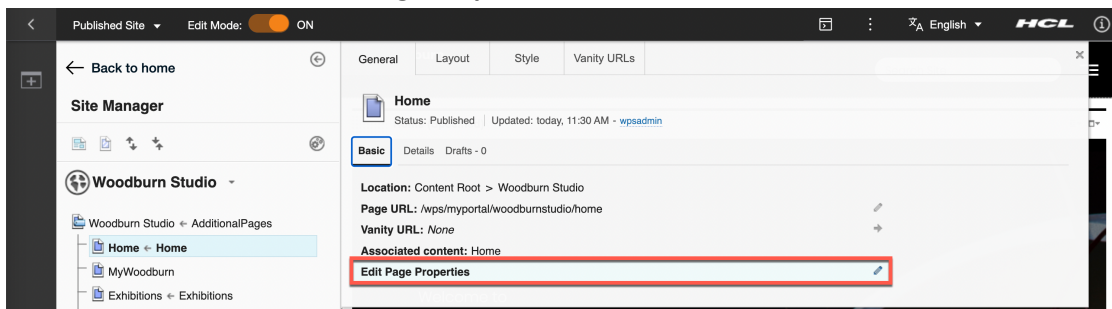 Published Site
Edit Mode:
ON
English
HCL
Back to home
Site Manager
Woodburn Studio
Woodburn Studio ← AdditionalPages
Home ← Home
MyWoodburn
Exhibitions ← Exhibitions
General
Layout
Style
Vanity URLs
Home
Status: Published | Updated: today, 11:30 AM - wpsadmin
Basic
Details
Drafts - 0
Location: Content Root > Woodburn Studio
Page URL: /wps/myportal/woodburnstudio/home
Vanity URL: None
Associated content: Home
Edit Page Properties